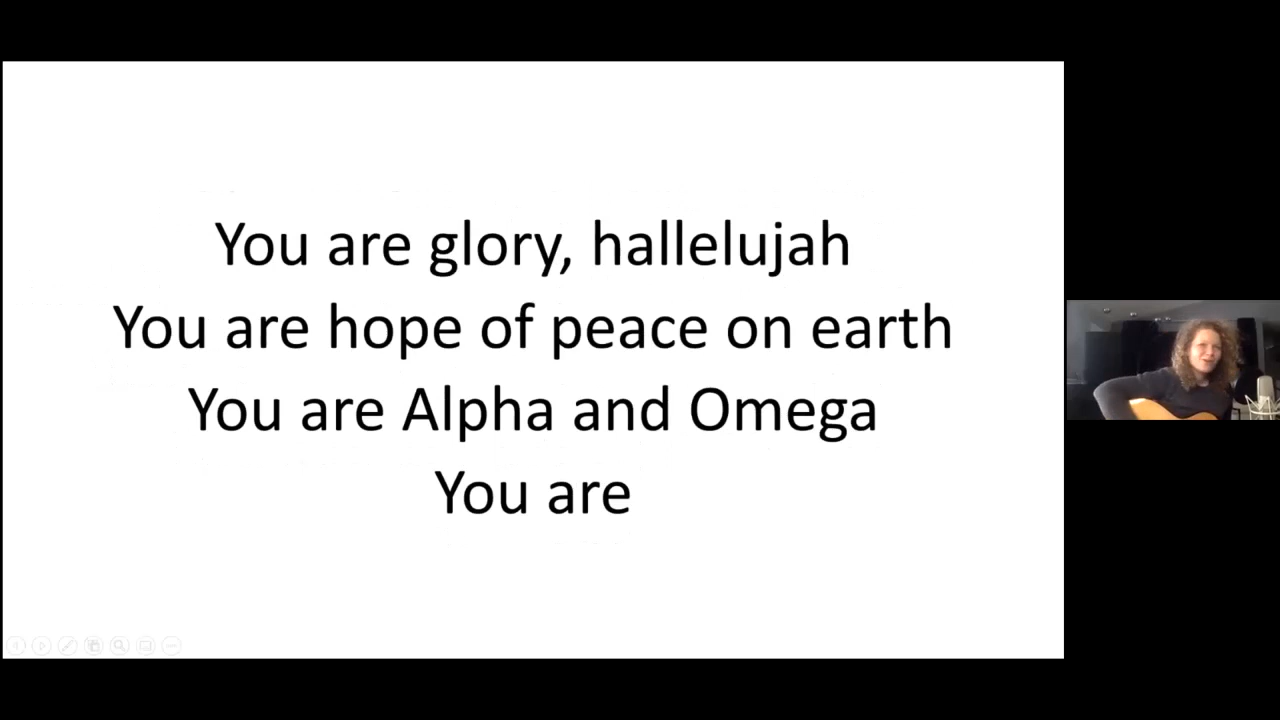 You are glory, hallelujah
You are hope of peace on earth
You are Alpha and Omega
You are